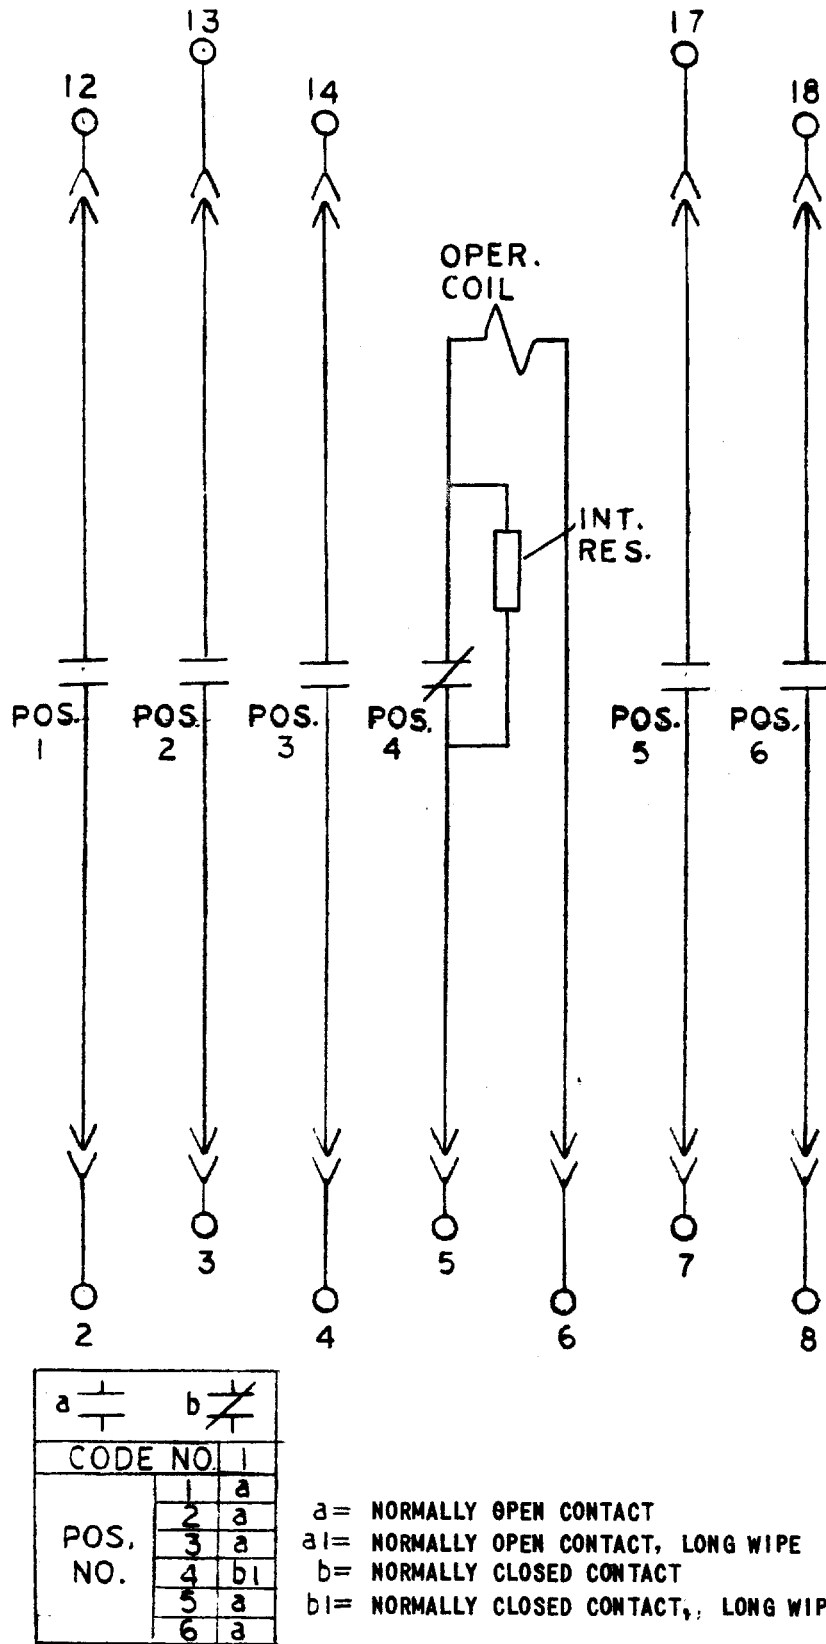 13
17
12
14
18
OPER.
COIL
INT.
RES.
POS. 1
POS. 2
POS. 3
POS. 4
POS. 5
POS. 6
3
5
7
2
4
6
8
a b
CODE NO. 1
POS. NO.
1 a
2 a
3 a
4 b1
5 a
6 a
a= NORMALLY OPEN CONTACT
a1= NORMALLY OPEN CONTACT, LONG WIPE
b= NORMALLY CLOSED CONTACT
b1= NORMALLY CLOSED CONTACT, LONG WIP